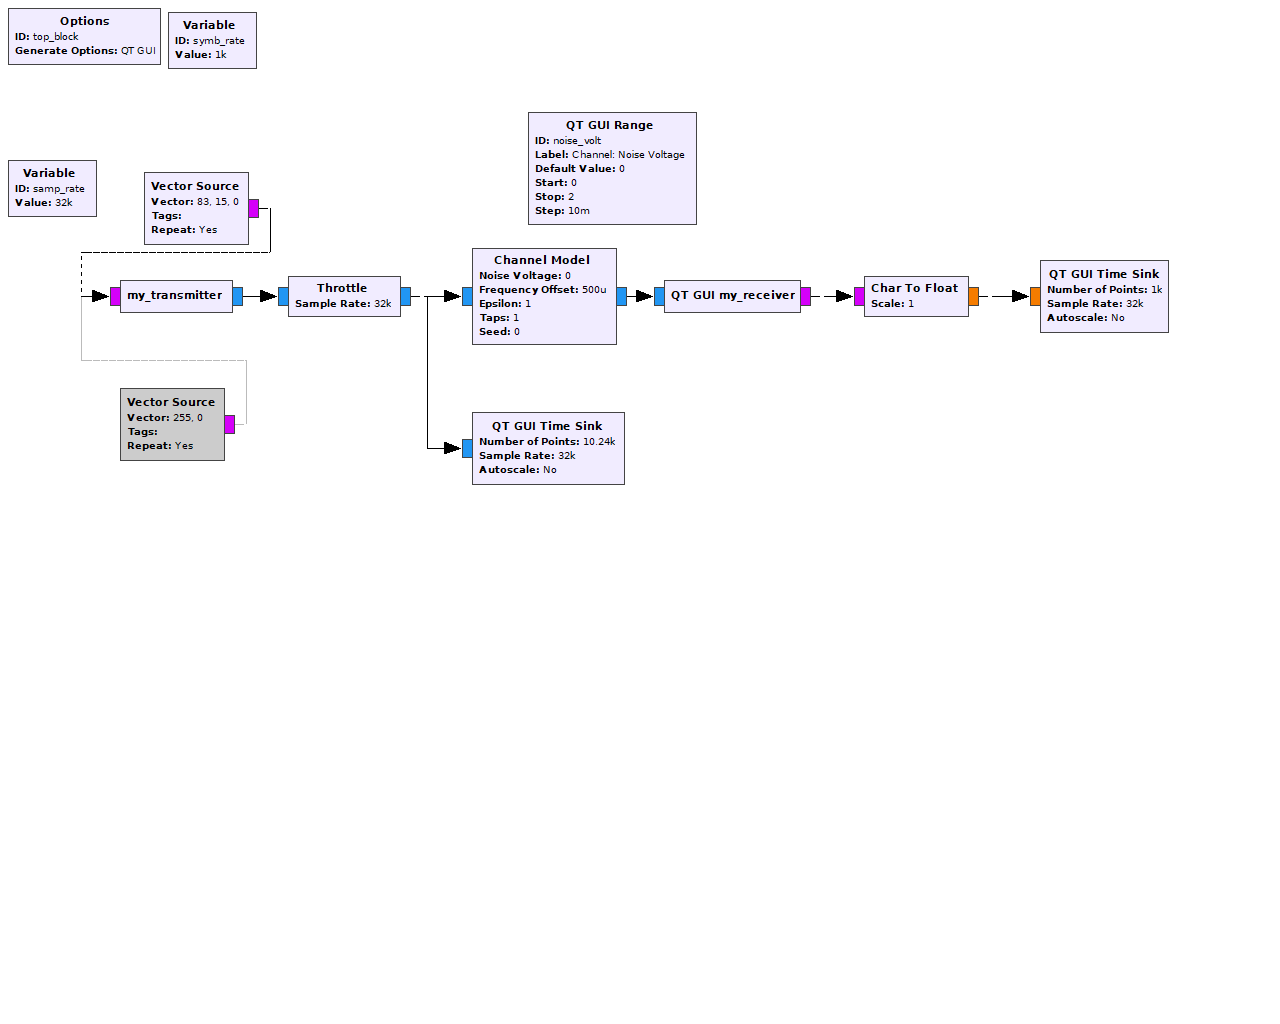 Options
ID: top_block
Generate Options: QT GUI
Variable
ID: symb_rate
Value: 1k
QT GUI Range
ID: noise_volt
Label: Channel: Noise Voltage
Default Value: 0
Start: 0
Stop: 2
Step: 10m
Variable
ID: samp_rate
Value: 32k
Vector Source
Vector: 83, 15, 0
Tags:
Repeat: Yes
my_transmitter
Throttle
Sample Rate: 32k
Channel Model
Noise Voltage: 0
Frequency Offset: 500u
Epsilon: 1
Taps: 1
Seed: 0
QT GUI my_receiver
Char To Float
Scale: 1
QT GUI Time Sink
Number of Points: 1k
Sample Rate: 32k
Autoscale: No
Vector Source
Vector: 255, 0
Tags:
Repeat: Yes
QT GUI Time Sink
Number of Points: 10.24k
Sample Rate: 32k
Autoscale: No